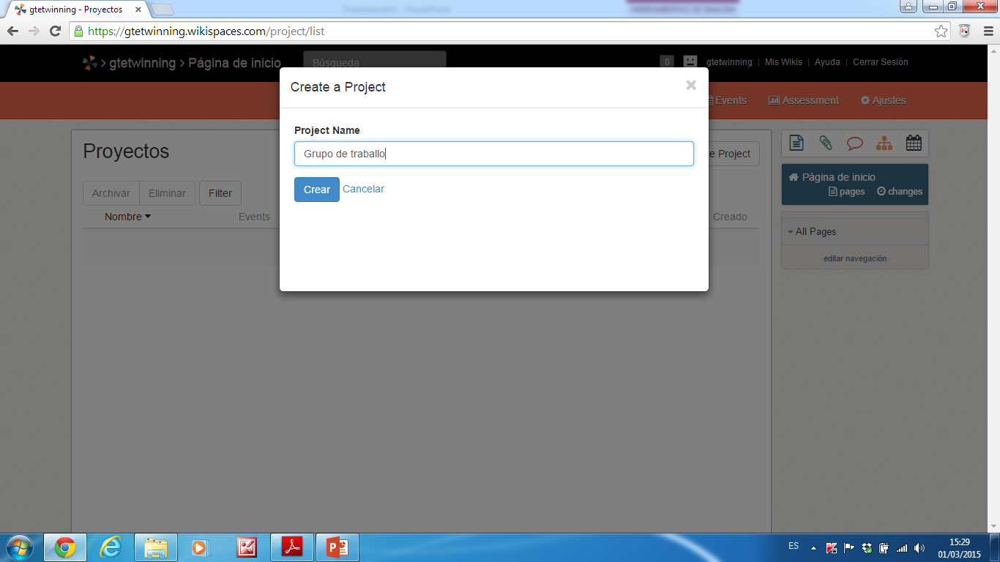 gtetwinning - Proyectos
https://gtetwinning.wikispaces.com/project/list
> gtetwinning > Página de inicio
Búsqueda
0
gtetwinning | Mis Wikis | Ayuda | Cerrar Sesión
Events
Assessment
Ajustes
Create a Project
Project Name
Grupo de traballo
Crear
Cancelar
Proyectos
e Project
Archivar
Eliminar
Filter
Nombre
Events
Creado
Página de inicio
pages
changes
All Pages
editar navegación
ES
15:29
01/03/2015